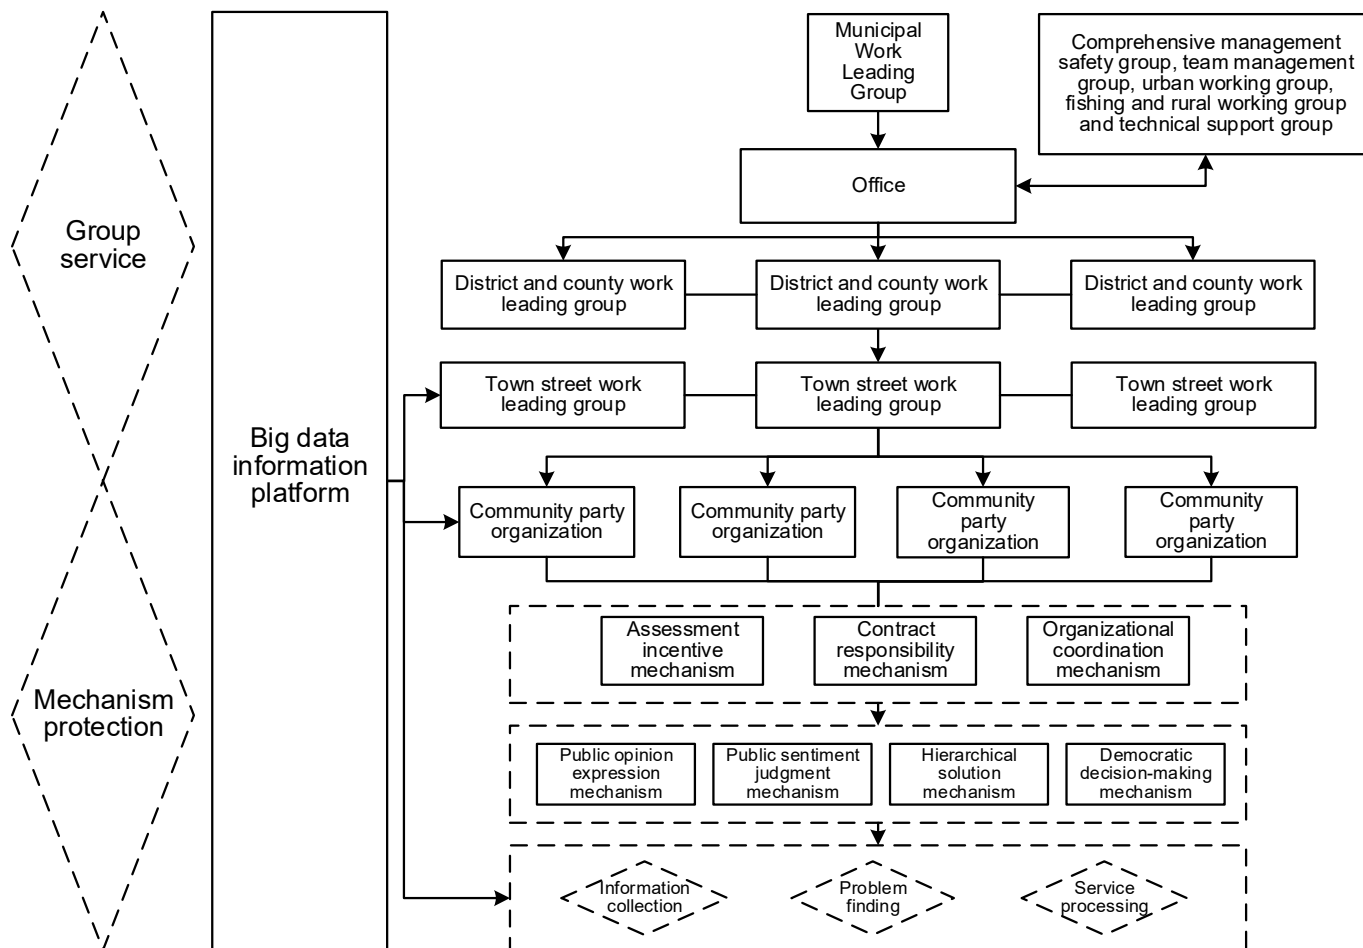 Municipal
Work
Leading
Group
Comprehensive management
safety group, team management
group, urban working group,
fishing and rural working group
and technical support group
Office
Group
service
District and county work
leading group
District and county work
leading group
District and county work
leading group
Town street work
leading group
Town street work
leading group
Town street work
leading group
Big data
information
platform
Community party
organization
Community party
organization
Community
party
organization
Community
party
organization
Mechanism
protection
Assessment
incentive
mechanism
Contract
responsibility
mechanism
Organizational
coordination
mechanism
Public opinion
expression
mechanism
Public sentiment
judgment
mechanism
Hierarchical
solution
mechanism
Democratic
decision-making
mechanism
Information
collection
Problem
finding
Service
processing